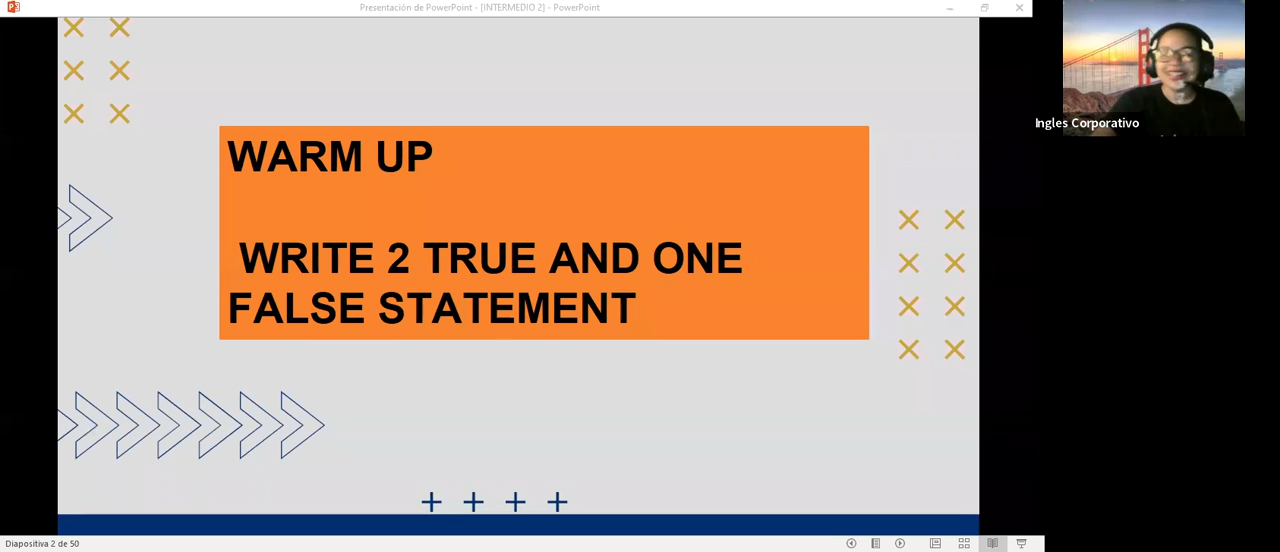 Presentación de PowerPoint - [INTERMEDIO 2] - PowerPoint
Ingles Corporativo
WARM UP
WRITE 2 TRUE AND ONE
FALSE STATEMENT
Diapositiva 2 de 50